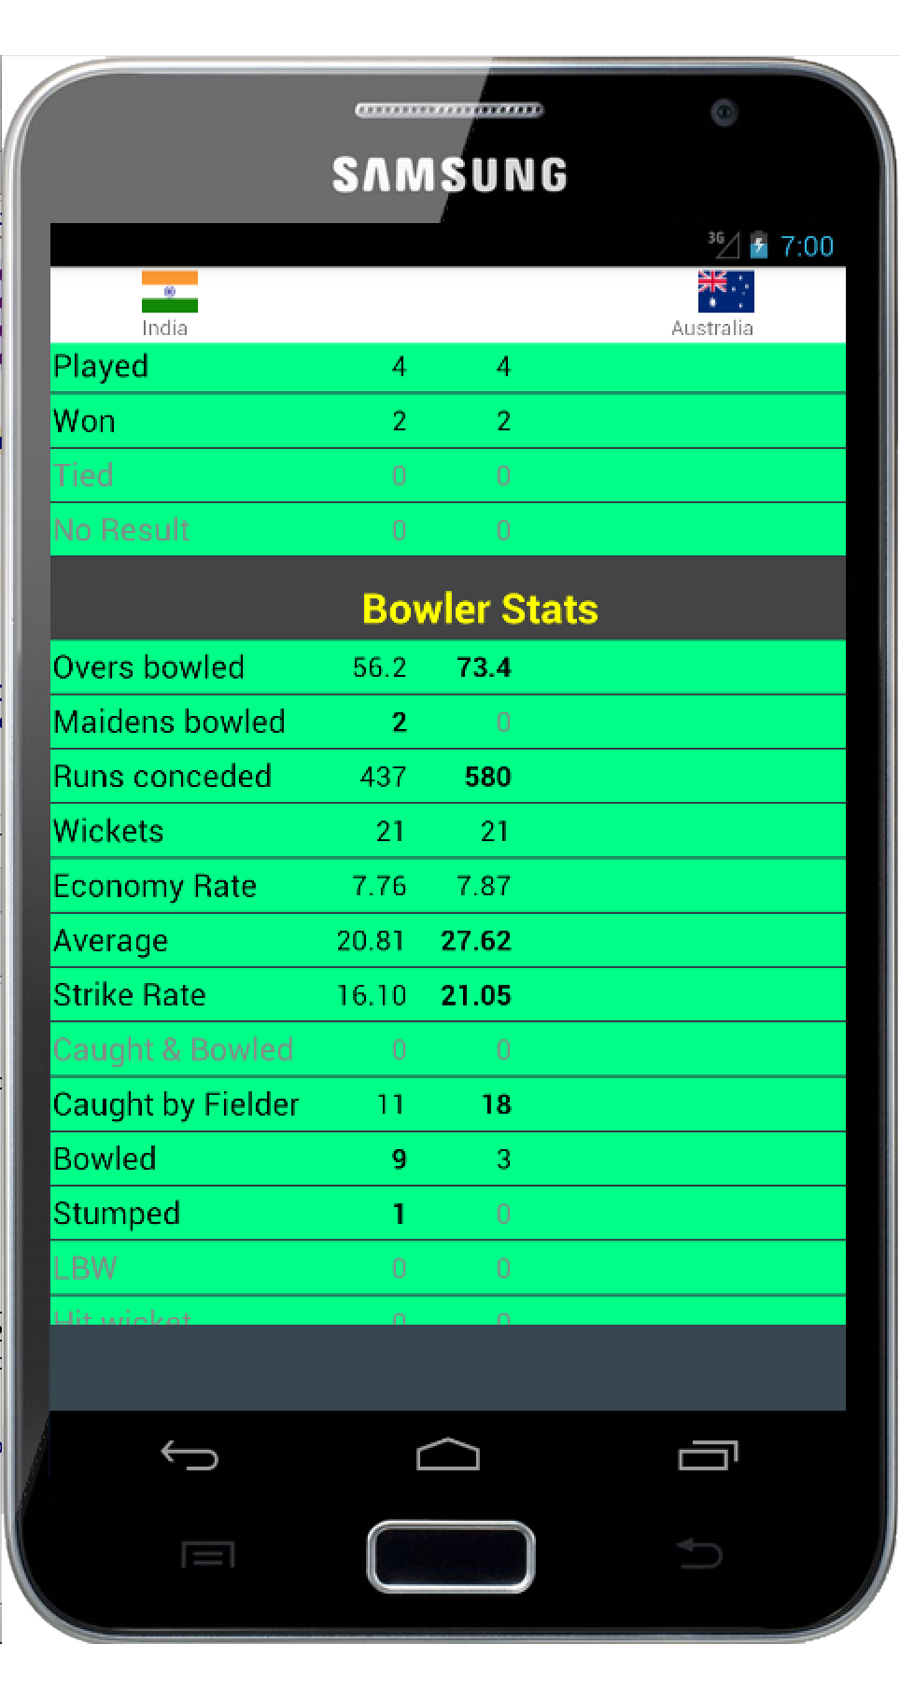 SAMSUNG
3G 7:00
India Australia
Played 4 4
Won 2 2
Tied 0 0
No Result 0 0
Bowler Stats
Overs bowled 56.2 73.4
Maidens bowled 2 0
Runs conceded 437 580
Wickets 21 21
Economy Rate 7.76 7.87
Average 20.81 27.62
Strike Rate 16.10 21.05
Caught & Bowled 0 0
Caught by Fielder 11 18
Bowled 9 3
Stumped 1 0
LBW 0 0
Hit wicket 0 0